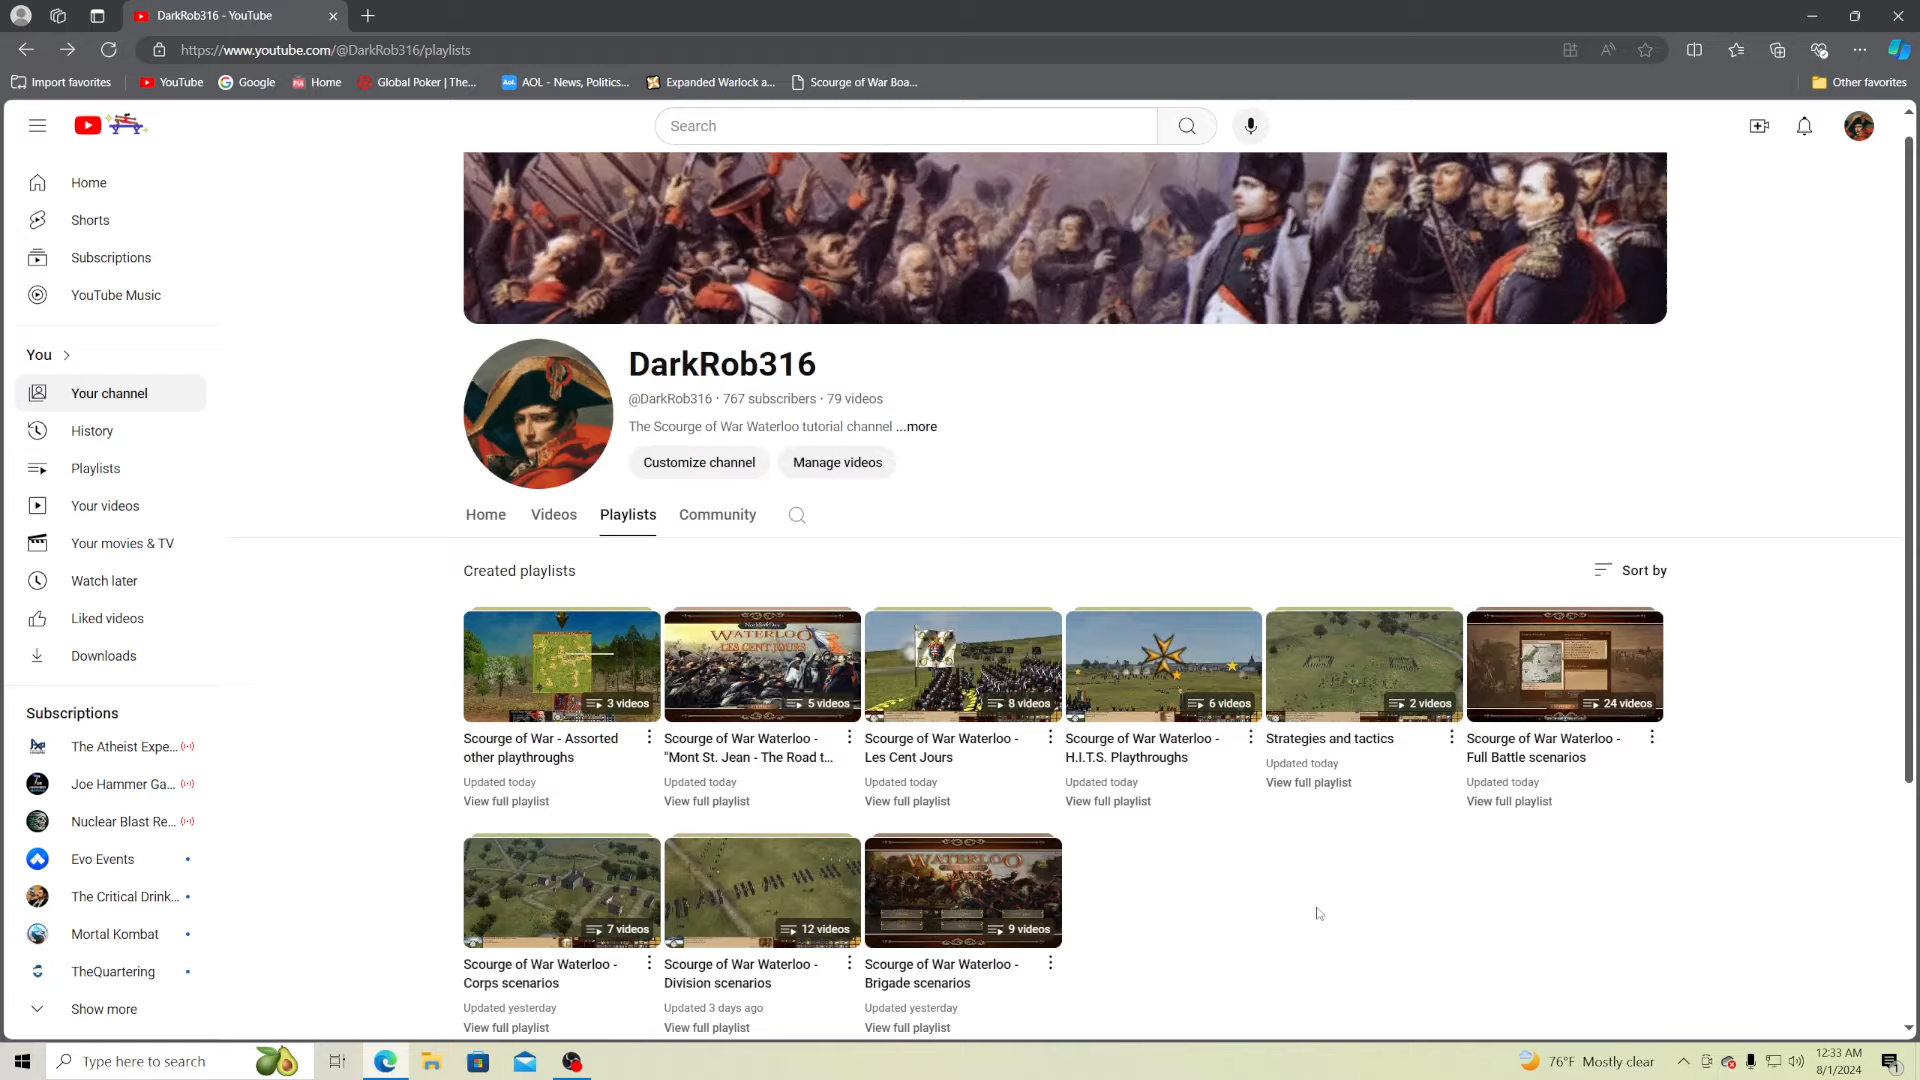 DarkRob316 - YouTube
https://www.youtube.com/@DarkRob316/playlists
Import favorites
YouTube
Google
Home
Global Poker | The...
AOL - News, Politics...
Expanded Warlock a...
Scourge of War Boa...
Other favorites
Search
Home
Shorts
Subscriptions
YouTube Music
You
Your channel
History
Playlists
Your videos
Your movies & TV
Watch later
Liked videos
Downloads
Subscriptions
The Atheist Expe...
Joe Hammer Ga...
Nuclear Blast Re...
Evo Events
The Critical Drink...
Mortal Kombat
TheQuartering
Show more
DarkRob316
@DarkRob316 · 767 subscribers · 79 videos
The Scourge of War Waterloo tutorial channel ...more
Customize channel
Manage videos
Home
Videos
Playlists
Community
Created playlists
Sort by
3 videos
Scourge of War - Assorted
other playthroughs
Updated today
View full playlist
WATERLOO
LES CENT JOURS
5 videos
Scourge of War Waterloo -
"Mont St. Jean - The Road t...
Updated today
View full playlist
8 videos
Scourge of War Waterloo -
Les Cent Jours
Updated today
View full playlist
6 videos
Scourge of War Waterloo -
H.I.T.S. Playthroughs
Updated today
View full playlist
2 videos
Strategies and tactics
Updated today
View full playlist
24 videos
Scourge of War Waterloo -
Full Battle scenarios
Updated today
View full playlist
7 videos
Scourge of War Waterloo -
Corps scenarios
Updated yesterday
View full playlist
12 videos
Scourge of War Waterloo -
Division scenarios
Updated 3 days ago
View full playlist
WATERLOO
9 videos
Scourge of War Waterloo -
Brigade scenarios
Updated yesterday
View full playlist
Type here to search
76°F Mostly clear
12:33 AM
8/1/2024
1